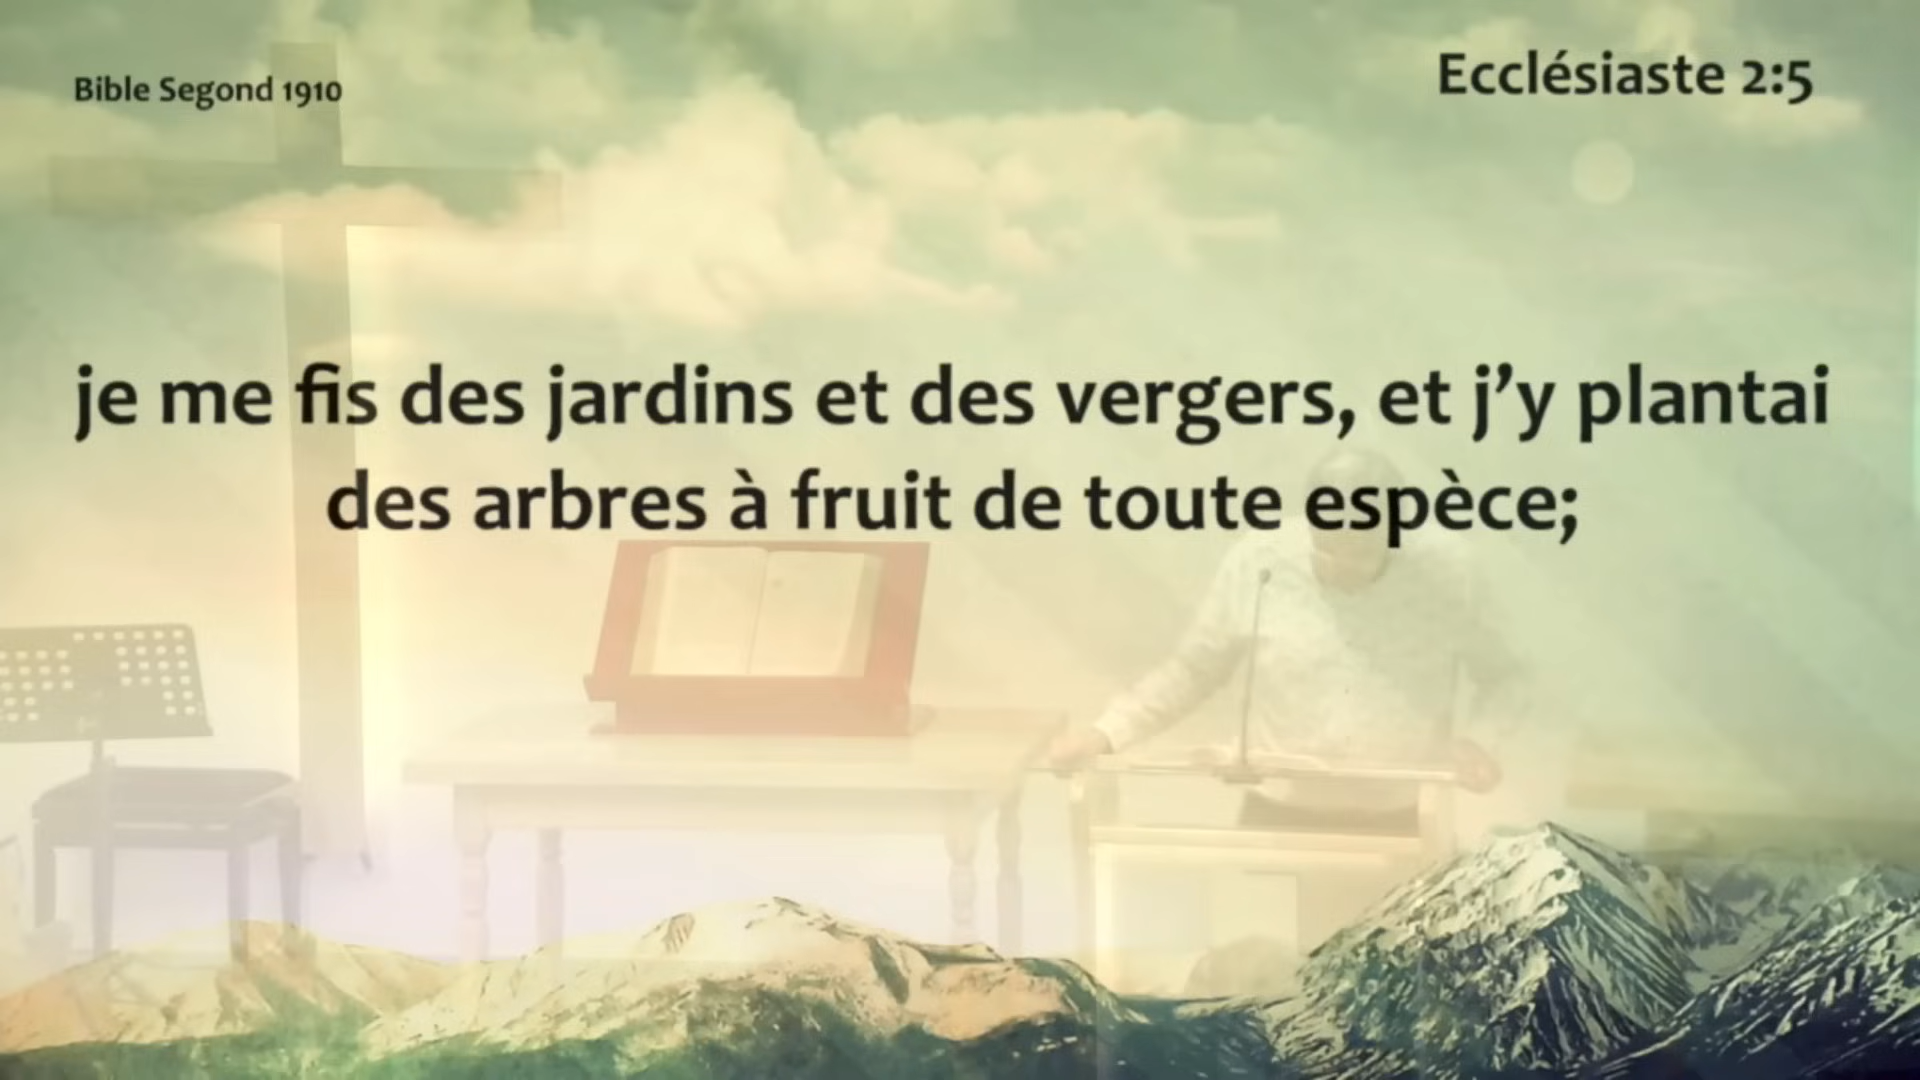 Bible Segond 1910
Ecclésiaste 2:5
je me fis des jardins et des vergers, et j’y plantai
des arbres à fruit de toute espèce;